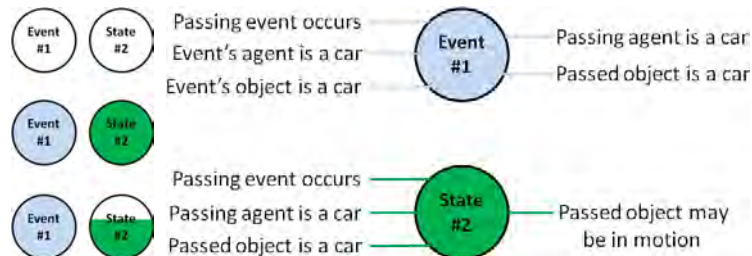 Event
#1
State
#2
Event
#1
State
#2
Event
#1
State
#2
Passing event occurs
Event's agent is a car
Event's object is a car
Event
#1
Passing agent is a car
Passed object is a car
Passing event occurs
Passing agent is a car
Passed object is a car
State
#2
Passed object may
be in motion